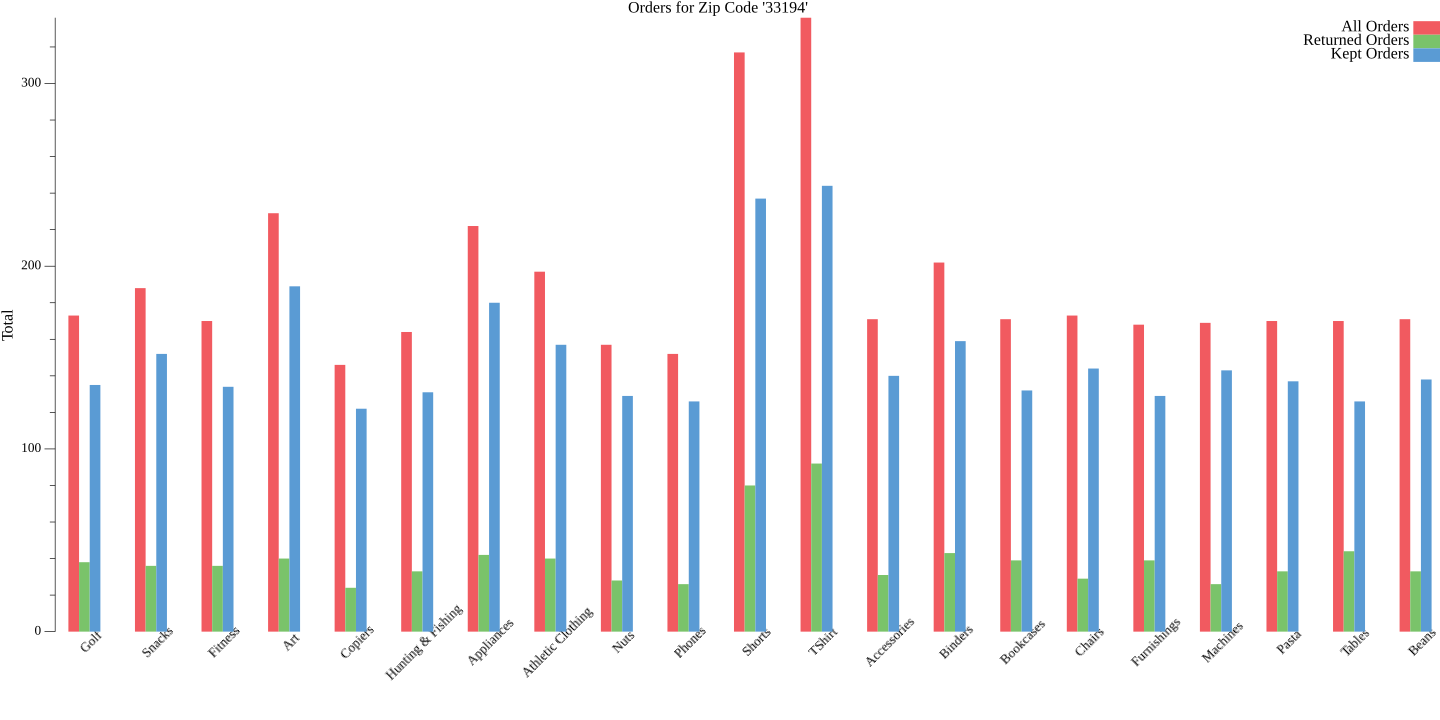 Orders for Zip Code '33194'
All Orders
Returned Orders
Kept Orders
Total
300
200
100
0
Golf
Snacks
Fitness
Art
Copiers
Hunting & Fishing
Appliances
Athletic Clothing
Nuts
Phones
Shorts
TShirt
Accessories
Binders
Bookcases
Chairs
Furnishings
Machines
Pasta
Tables
Beans